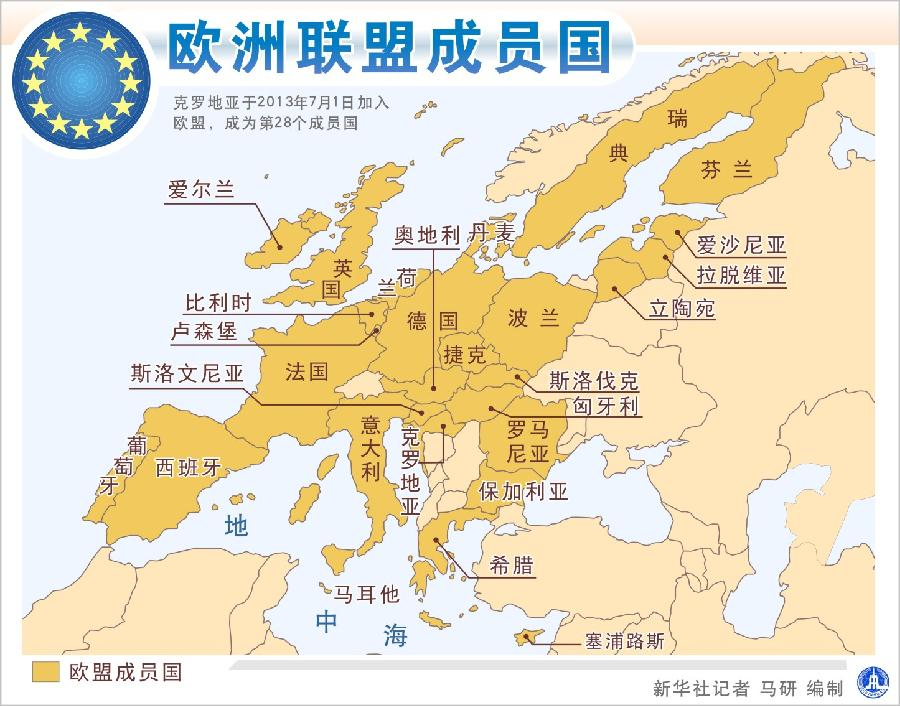 欧洲联盟成员国
克罗地亚于2013年7月1日加入
欧盟，成为第28个成员国
瑞典
芬兰
爱尔兰
奥地利
丹麦
爱沙尼亚
拉脱维亚
英国
荷兰
比利时
立陶宛
卢森堡
德国
波兰
捷克
法国
斯洛文尼亚
斯洛伐克
匈牙利
意大利
克罗地亚
罗马
尼亚
葡萄牙
西班牙
保加利亚
地中海
希腊
马耳他
塞浦路斯
欧盟成员国
新华社记者 马研 编制